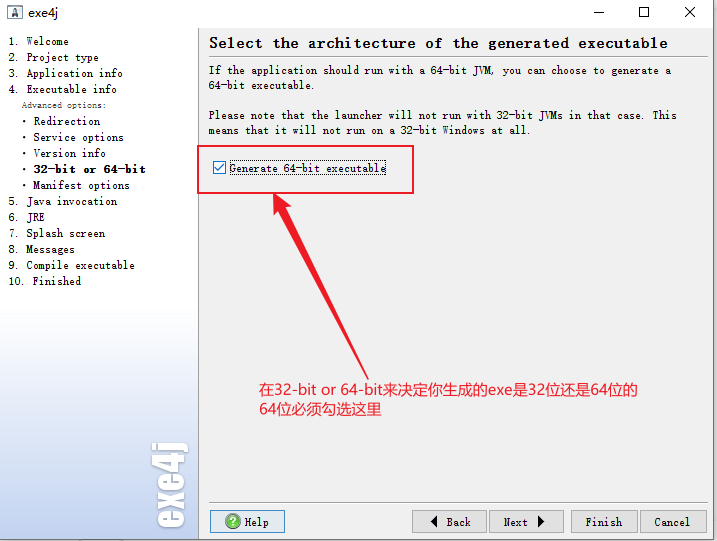 exe4j
1. Welcome
2. Project type
3. Application info
4. Executable info
Advanced options:
• Redirection
• Service options
• Version info
• 32-bit or 64-bit
• Manifest options
5. Java invocation
6. JRE
7. Splash screen
8. Messages
9. Compile executable
10. Finished
exe4j
Select the architecture of the generated executable
If the application should run with a 64-bit JVM, you can choose to generate a
64-bit executable.
Please note that the launcher will not run with 32-bit JVMs in that case. This
means that it will not run on a 32-bit Windows at all.
Generate 64-bit executable
在32-bit or 64-bit来决定你生成的exe是32位还是64位的
64位必须勾选这里
Help
Back
Next
Finish
Cancel